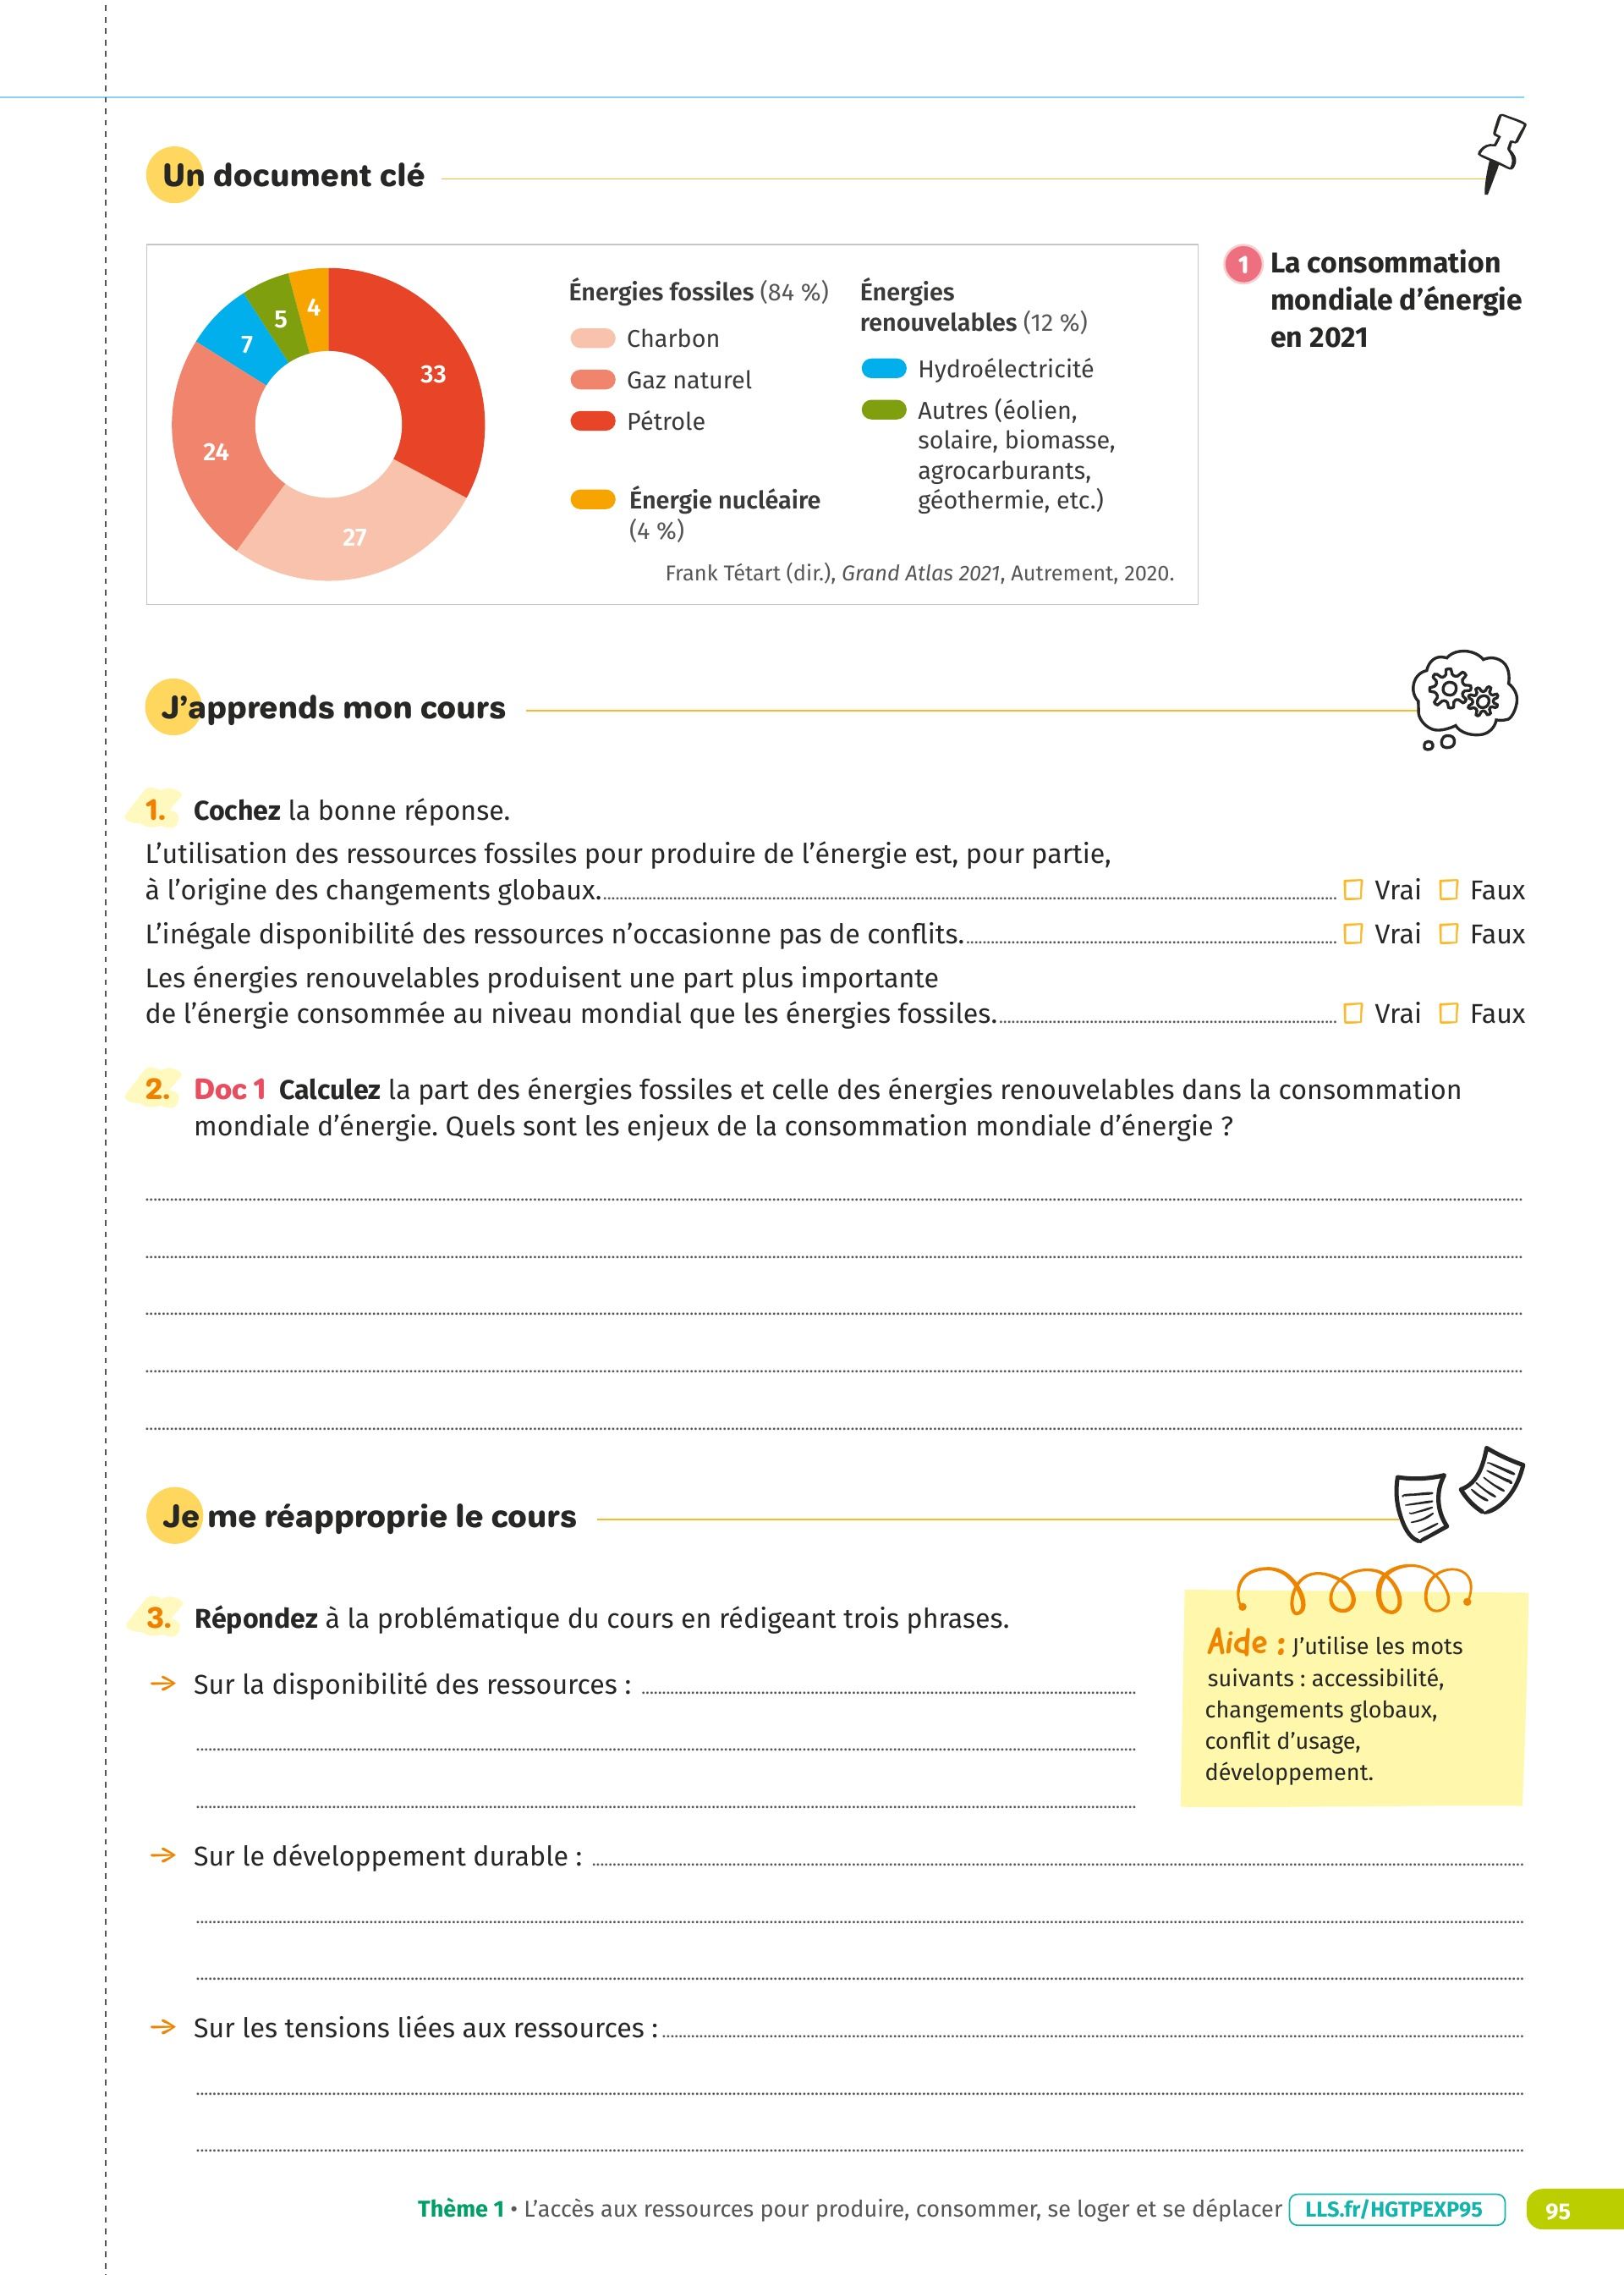 Un document clé
33
27
24
7
5
4
Énergies fossiles (84 %)
Charbon
Gaz naturel
Pétrole
Énergie nucléaire
(4 %)
Énergies
renouvelables (12 %)
Hydroélectricité
Autres (éolien,
solaire, biomasse,
agrocarburants,
géothermie, etc.)
Frank Tétart (dir.), Grand Atlas 2021, Autrement, 2020.
1 La consommation
mondiale d’énergie
en 2021
J’apprends mon cours
1. Cochez la bonne réponse.
L’utilisation des ressources fossiles pour produire de l’énergie est, pour partie,
à l’origine des changements globaux. Vrai Faux
L’inégale disponibilité des ressources n’occasionne pas de conflits. Vrai Faux
Les énergies renouvelables produisent une part plus importante
de l’énergie consommée au niveau mondial que les énergies fossiles. Vrai Faux
2. Doc 1 Calculez la part des énergies fossiles et celle des énergies renouvelables dans la consommation
mondiale d’énergie. Quels sont les enjeux de la consommation mondiale d’énergie ?
Je me réapproprie le cours
3. Répondez à la problématique du cours en rédigeant trois phrases.
→ Sur la disponibilité des ressources :
Aide : J’utilise les mots
suivants : accessibilité,
changements globaux,
conflit d’usage,
développement.
→ Sur le développement durable :
→ Sur les tensions liées aux ressources :
Thème 1 • L’accès aux ressources pour produire, consommer, se loger et se déplacer LLS.fr/HGTPEXP95 95